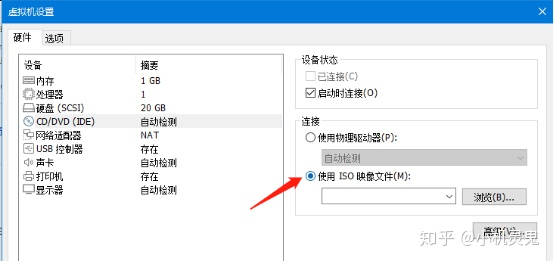 虚拟机设置
硬件 选项
设备 摘要
内存 1 GB
处理器 1
硬盘 (SCSI) 20 GB
CD/DVD (IDE) 自动检测
网络适配器 NAT
USB 控制器 存在
声卡 自动检测
打印机 存在
显示器 自动检测
设备状态
已连接(C)
启动时连接(O)
连接
使用物理驱动器(P):
自动检测
使用 ISO 映像文件(M):
浏览(B)...
高级(V)...
知乎 @小机灵鬼